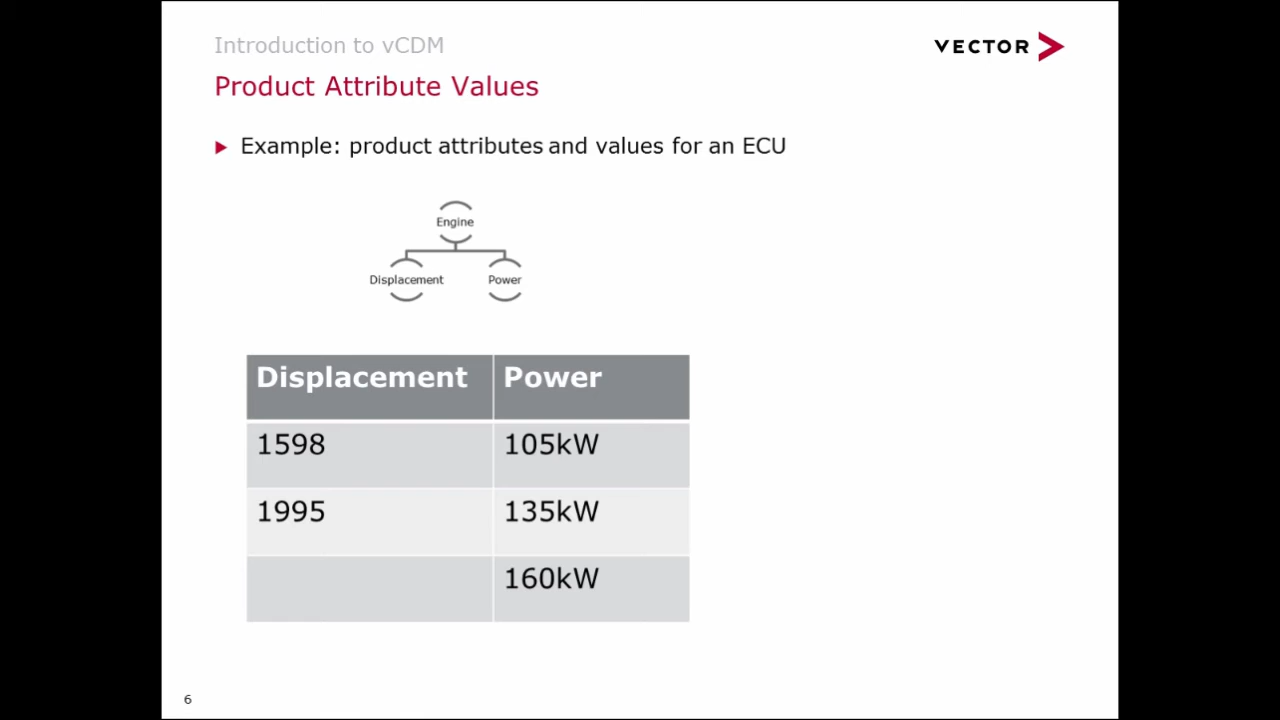 Introduction to vCDM
VECTOR
Product Attribute Values
Example: product attributes and values for an ECU
Engine
Displacement Power
Displacement Power
1598 105kW
1995 135kW
160kW
6